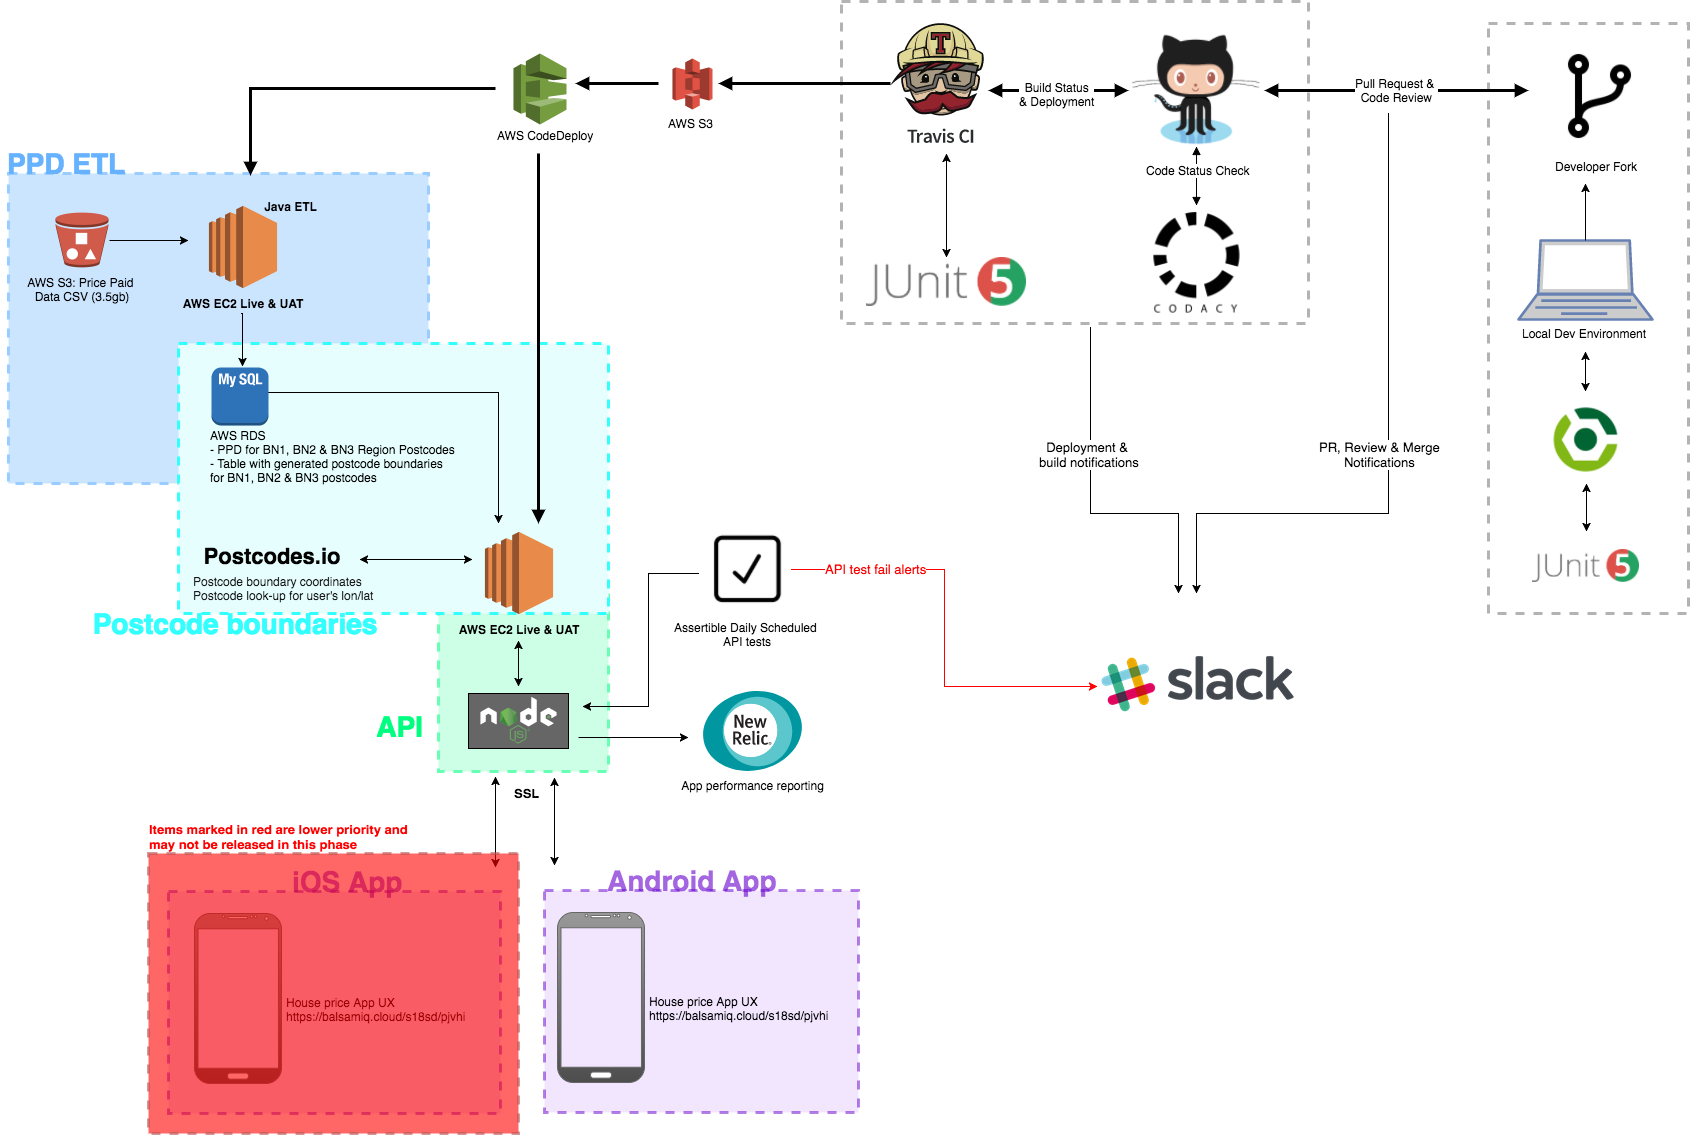 T
Travis CI
Build Status
& Deployment
Pull Request &
Code Review
Developer Fork
AWS CodeDeploy
AWS S3
Code Status Check
JUnit 5
CODACY
PPD ETL
Java ETL
AWS S3: Price Paid
Data CSV (3.5gb)
AWS EC2 Live & UAT
Local Dev Environment
My SQL
AWS RDS
- PPD for BN1, BN2 & BN3 Region Postcodes
- Table with generated postcode boundaries
for BN1, BN2 & BN3 postcodes
Deployment &
build notifications
PR, Review & Merge
Notifications
JUnit 5
Postcodes.io
Postcode boundary coordinates
Postcode look-up for user's lon/lat
Postcode boundaries
AWS EC2 Live & UAT
API test fail alerts
Assertible Daily Scheduled
API tests
slack
API
node
JS
New
Relic.
App performance reporting
SSL
Items marked in red are lower priority and
may not be released in this phase
iOS App
House price App UX
https://balsamiq.cloud/s18sd/pjvhi
Android App
House price App UX
https://balsamiq.cloud/s18sd/pjvhi